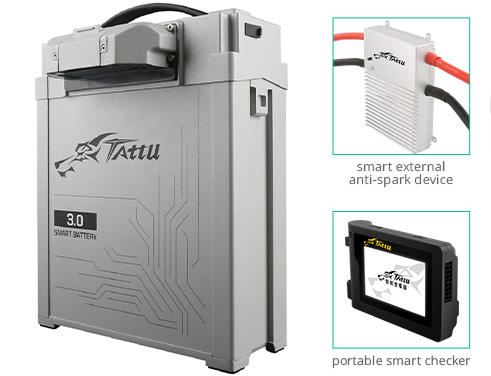 TATTU
3.0
SMART BATTERY
TATTU
smart external
anti-spark device
TATTU
portable smart checker